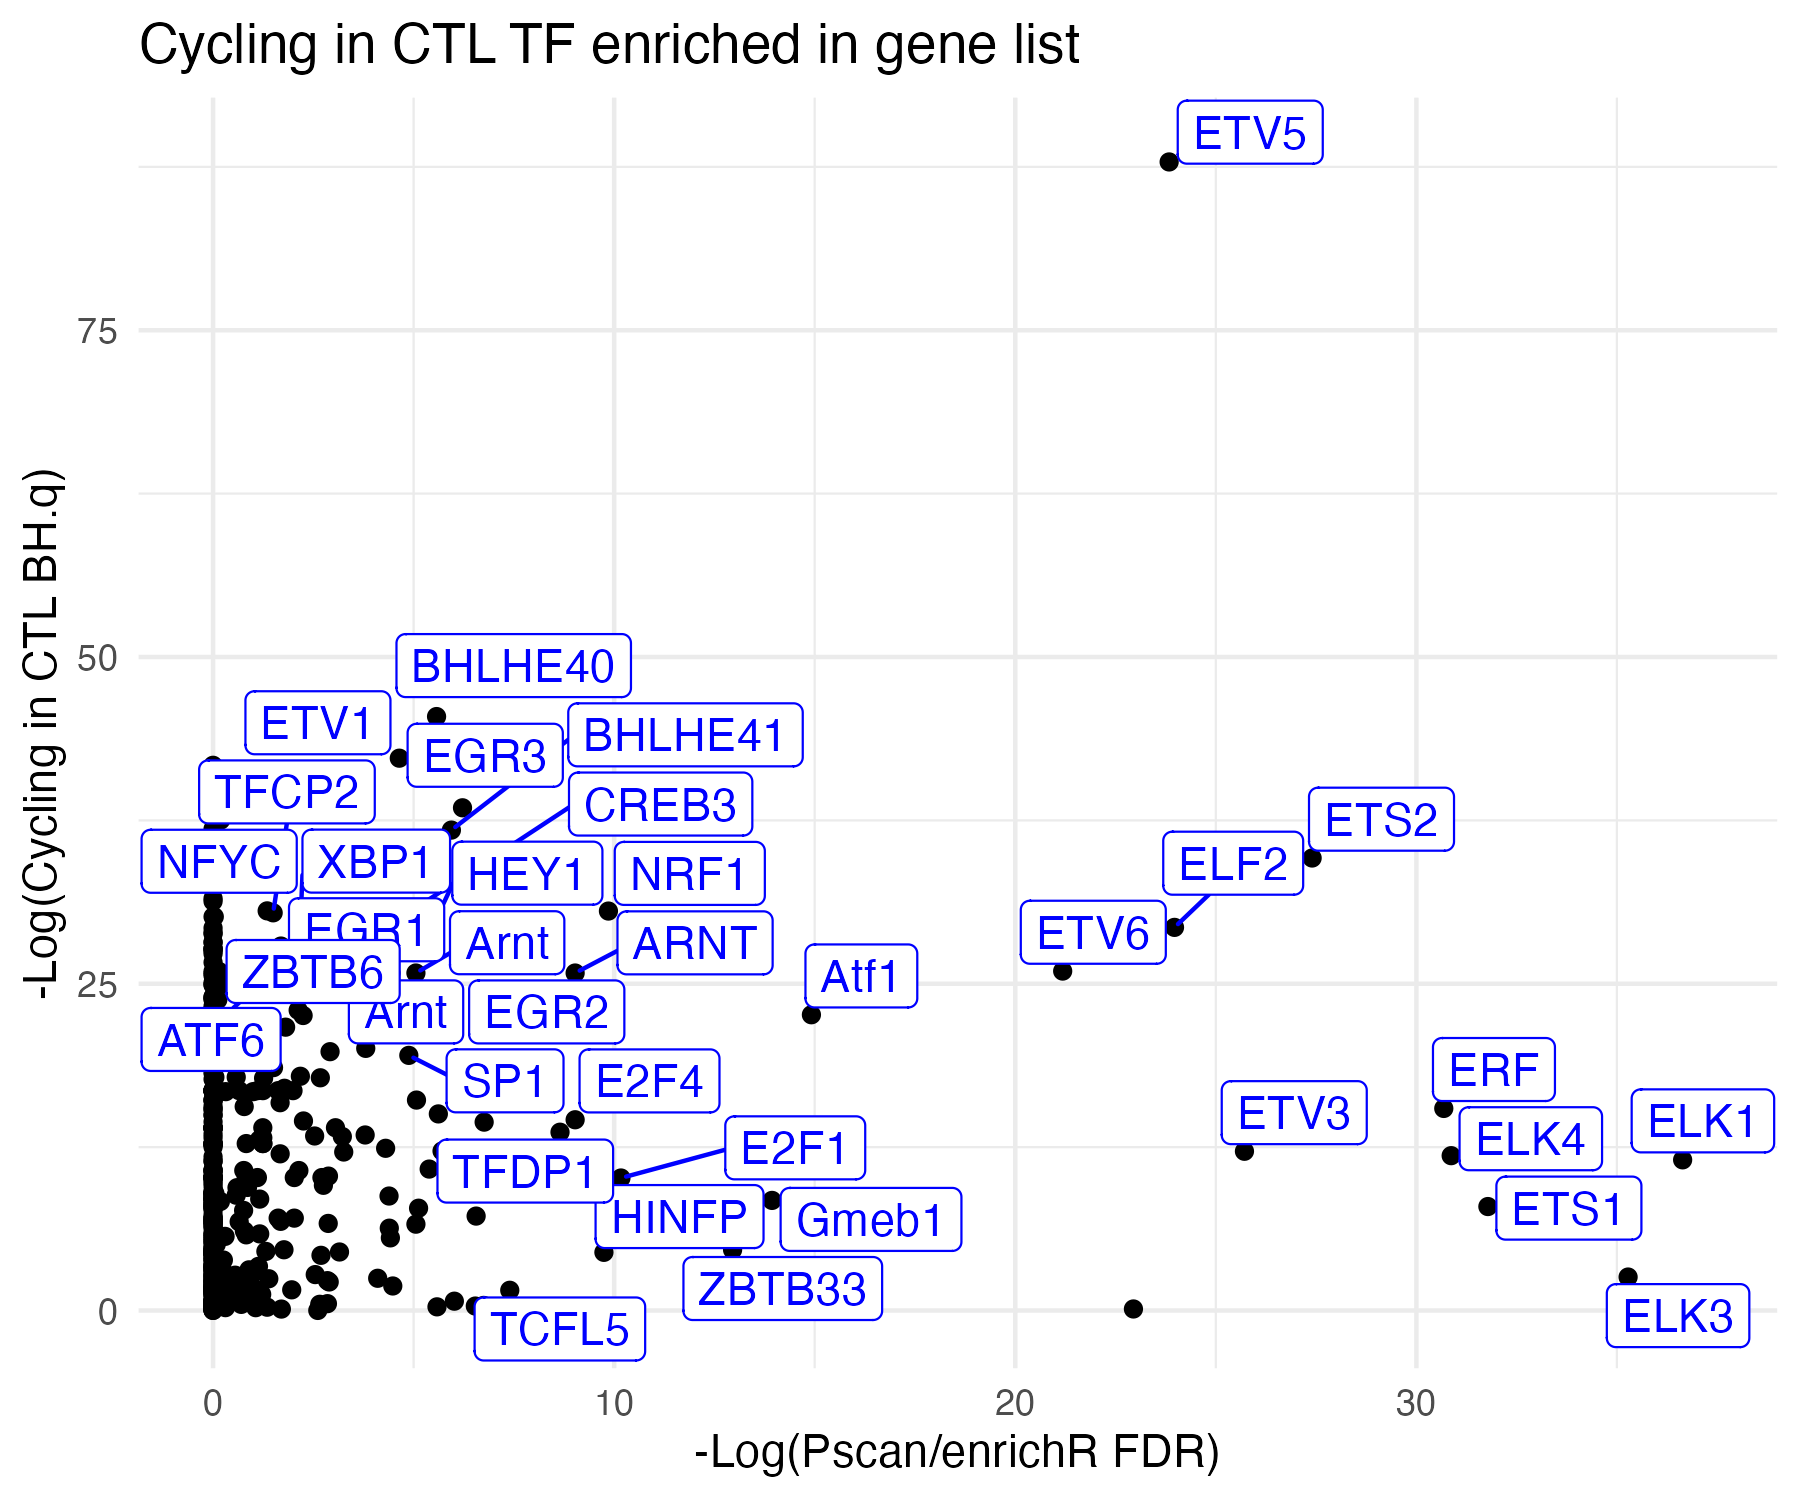 Cycling in CTL TF enriched in gene list
ETV5
75
-Log(Cycling in CTL BH.q)
50
BHLHE40
ETV1
BHLHE41
EGR3
TFCP2
CREB3
ETS2
NFYC
XBP1
HEY1
NRF1
ELF2
EGR1
Arnt
ARNT
ETV6
ZBTB6
Atf1
25
Arnt
EGR2
ATF6
SP1
E2F4
ERF
ETV3
ELK1
ELK4
E2F1
TFDP1
HINFP
Gmeb1
ETS1
ZBTB33
0
TCFL5
ELK3
0
10
20
30
-Log(Pscan/enrichR FDR)